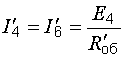 I′₄ = I′₆ = E₄ / R′об